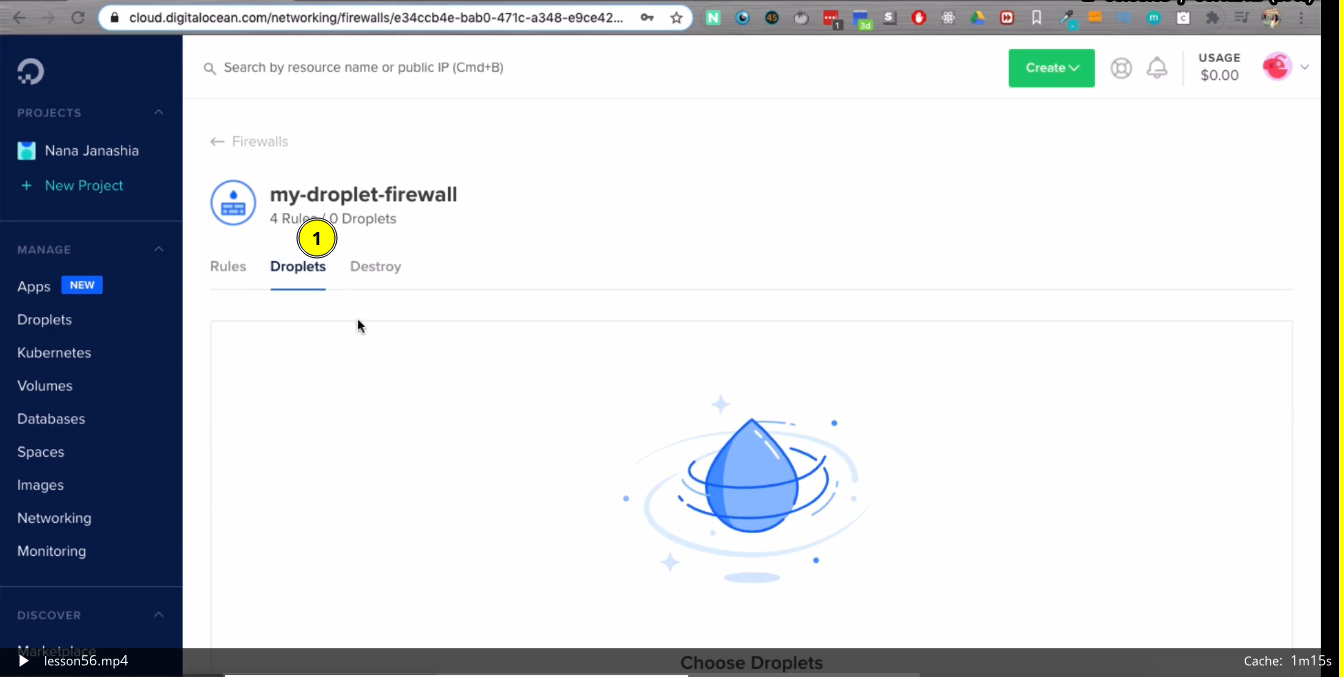 cloud.digitalocean.com/networking/firewalls/e34ccb4e-bab0-471c-a348-e9ce42...
45
1
3d
S
m
C
Search by resource name or public IP (Cmd+B)
Create
USAGE
$0.00
PROJECTS
Nana Janashia
+ New Project
MANAGE
Apps NEW
Droplets
Kubernetes
Volumes
Databases
Spaces
Images
Networking
Monitoring
DISCOVER
Marketplace
← Firewalls
my-droplet-firewall
4 Rules / 0 Droplets
1
Rules Droplets Destroy
Choose Droplets
lesson56.mp4
Cache: 1m15s